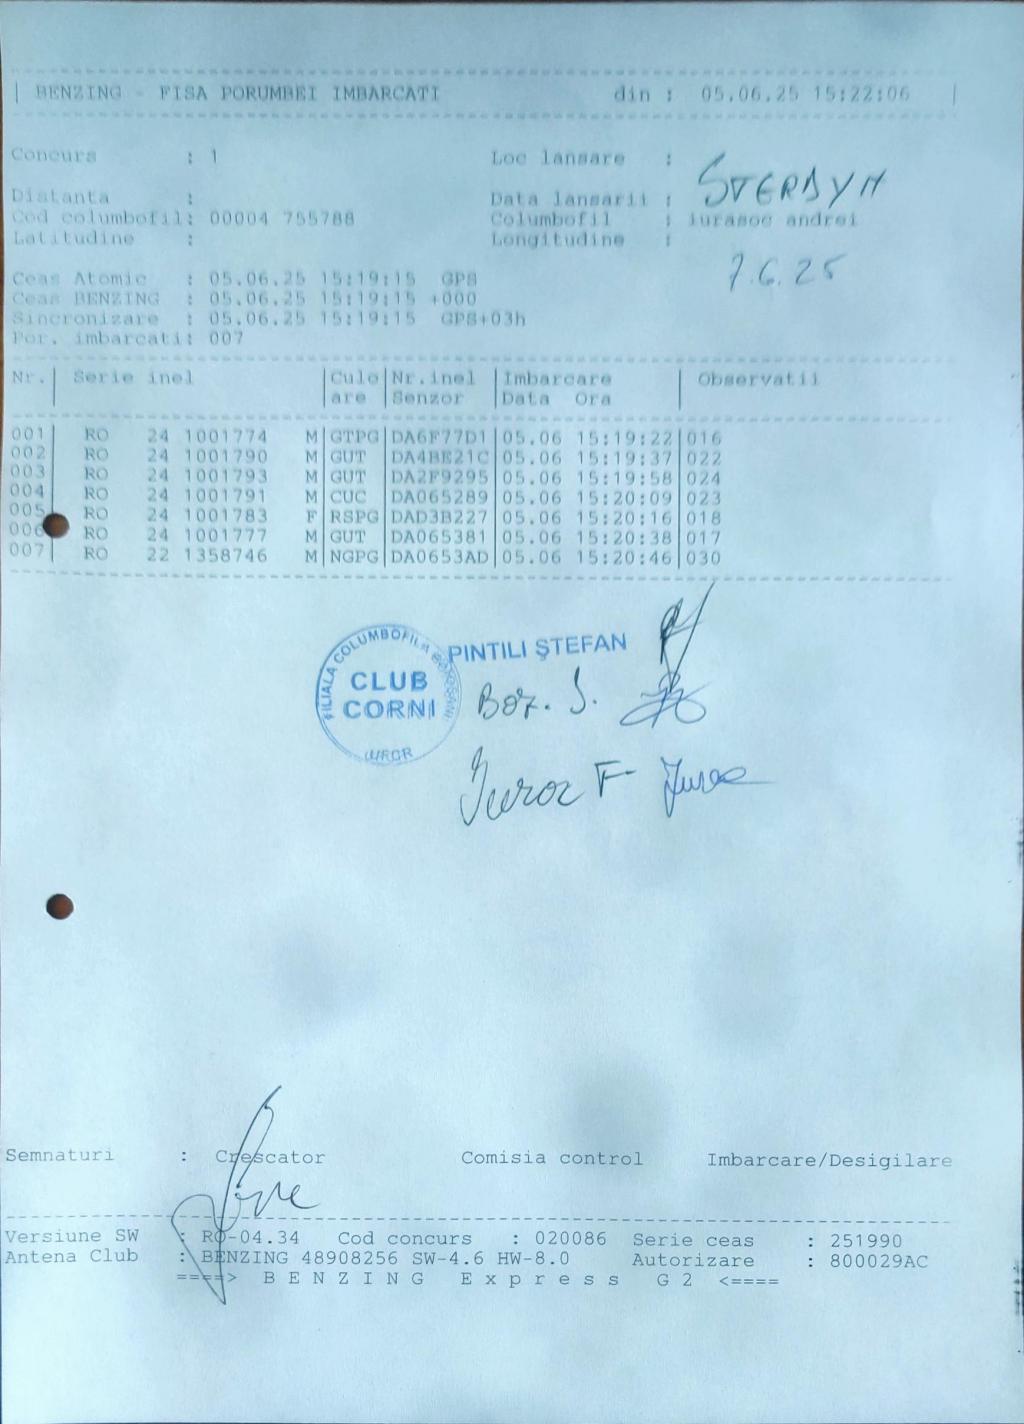 BENZING - FISA PORUMBEI IMBARCATI din : 05.06.25 15:22:06
Concurs : 1 Loc lansare :
STERDYN
Distanta : Data lansarii :
Cod columbofil: 00004 755788 Columbofil : iurasoc andrei
Latitudine : Longitudine :
7.6.25
Ceas Atomic : 05.06.25 15:19:15 GPS
Ceas BENZING : 05.06.25 15:19:15 +000
Sincronizare : 05.06.25 15:19:15 GPS+03h
Por. imbarcati: 007
Nr. Serie inel Culo Nr.inel Imbarcare Observatii
are Senzor Data Ora
001 RO 24 1001774 M GTPG DA6F77D1 05.06 15:19:22 016
002 RO 24 1001790 M GUT DA4BE21C 05.06 15:19:37 022
003 RO 24 1001793 M GUT DA2F9295 05.06 15:19:58 024
004 RO 24 1001791 M CUC DA065289 05.06 15:20:09 023
005 RO 24 1001783 F RSPG DAD3B227 05.06 15:20:16 018
006 RO 24 1001777 M GUT DA065381 05.06 15:20:38 017
007 RO 22 1358746 M NGPG DA0653AD 05.06 15:20:46 030
FILIALA COLUMBOFILA BOTOSANI
CLUB
CORNI
PINTILI ŞTEFAN
Semnaturi : Crescator Comisia control Imbarcare/Desigilare
Versiune SW : RO-04.34 Cod concurs : 020086 Serie ceas : 251990
Antena Club : BENZING 48908256 SW-4.6 HW-8.0 Autorizare : 800029AC
====> B E N Z I N G E x p r e s s G 2 <====